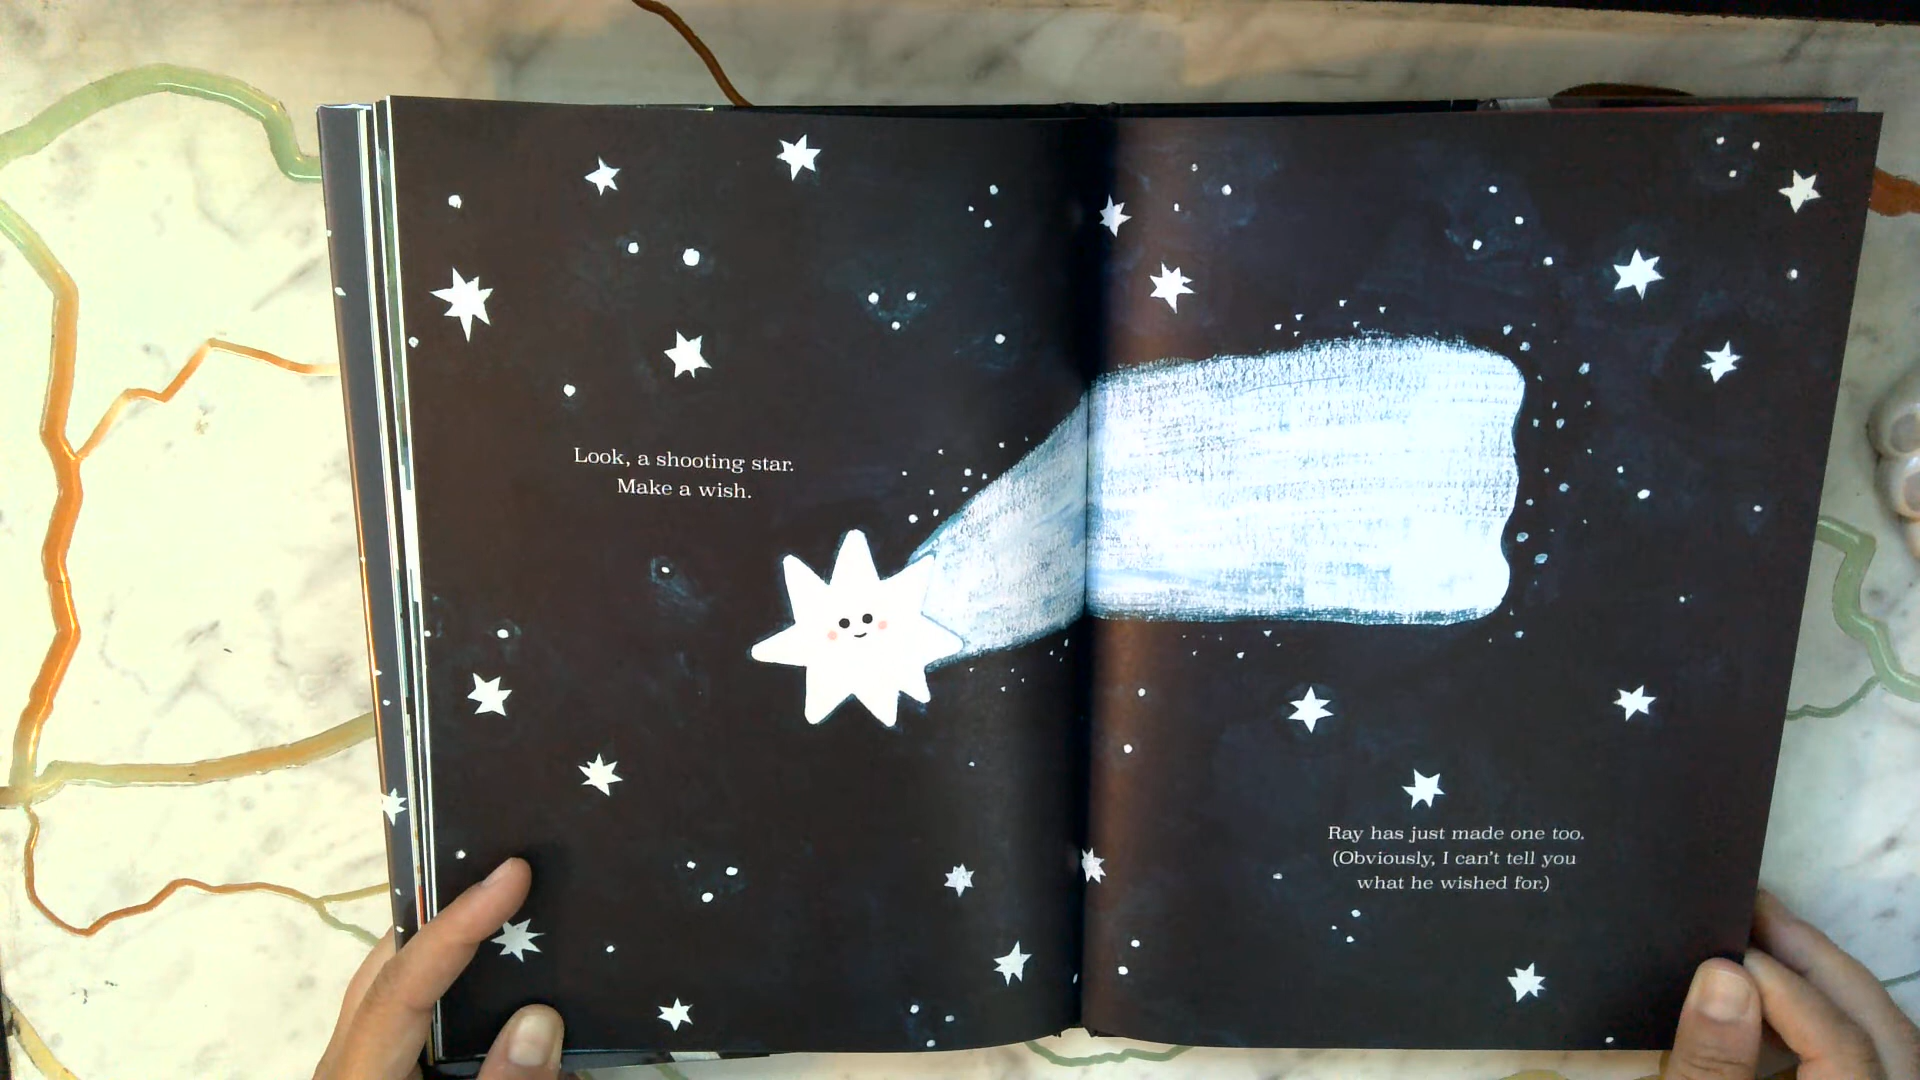 Look, a shooting star.
Make a wish.
Ray has just made one too.
(Obviously, I can't tell you
what he wished for.)